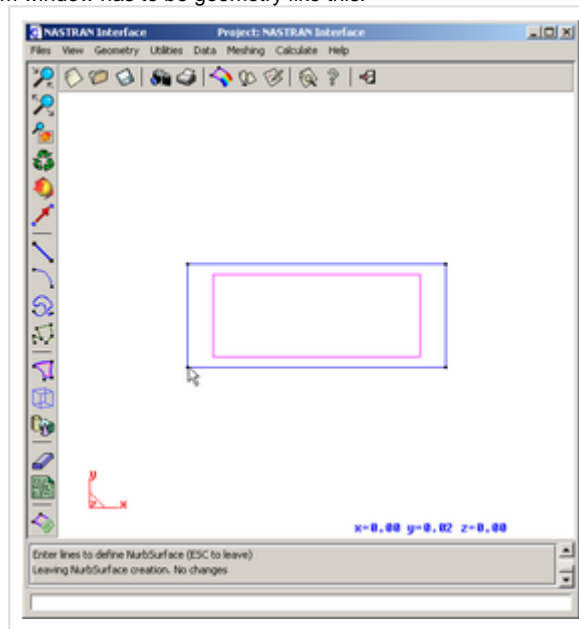 window has to be geometry like this:
NASTRAN Interface Project: NASTRAN Interface
Files View Geometry Utilities Data Meshing Calculate Help
y
z x
x=0.00 y=0.02 z=0.00
Enter lines to define NurbSurface (ESC to leave)
Leaving NurbSurface creation. No changes